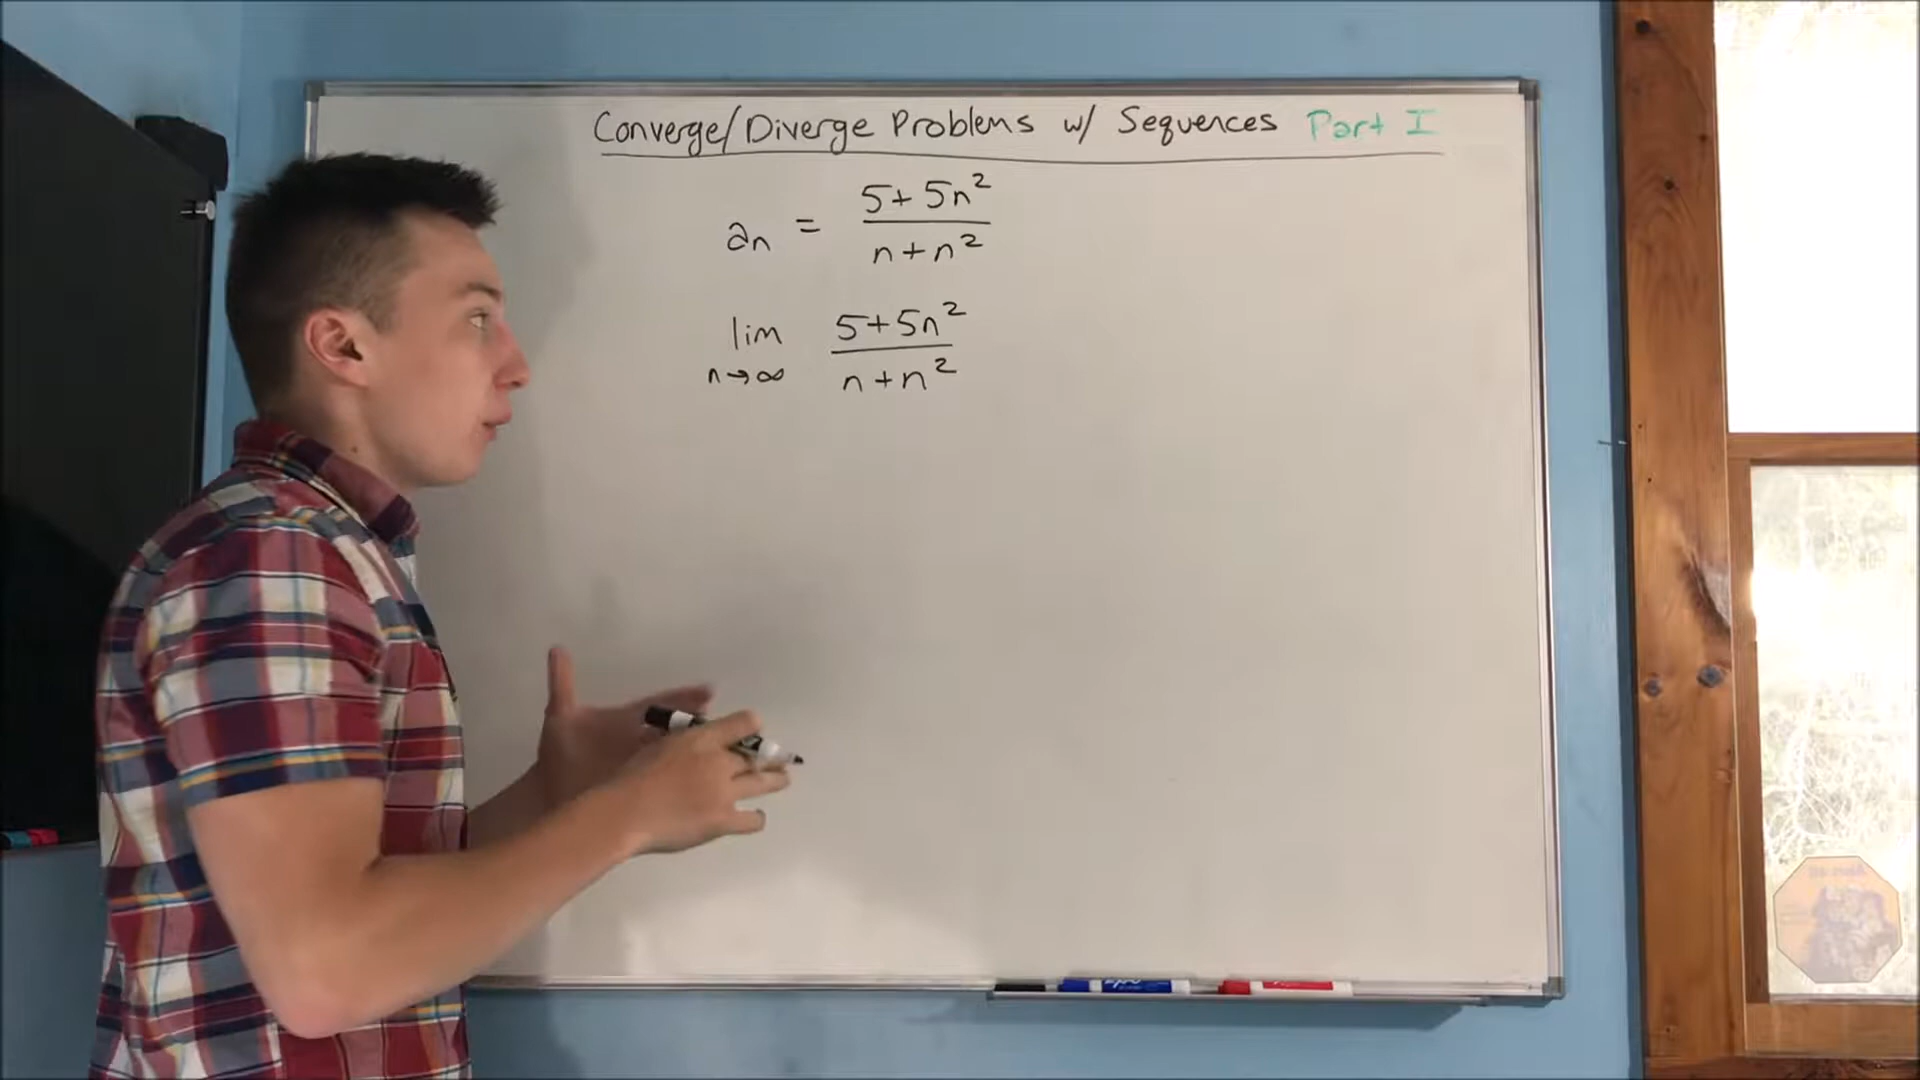 Converge/Diverge Problems w/ Sequences Part I
an = 5+5n² / n+n²
lim n→∞ 5+5n² / n+n²